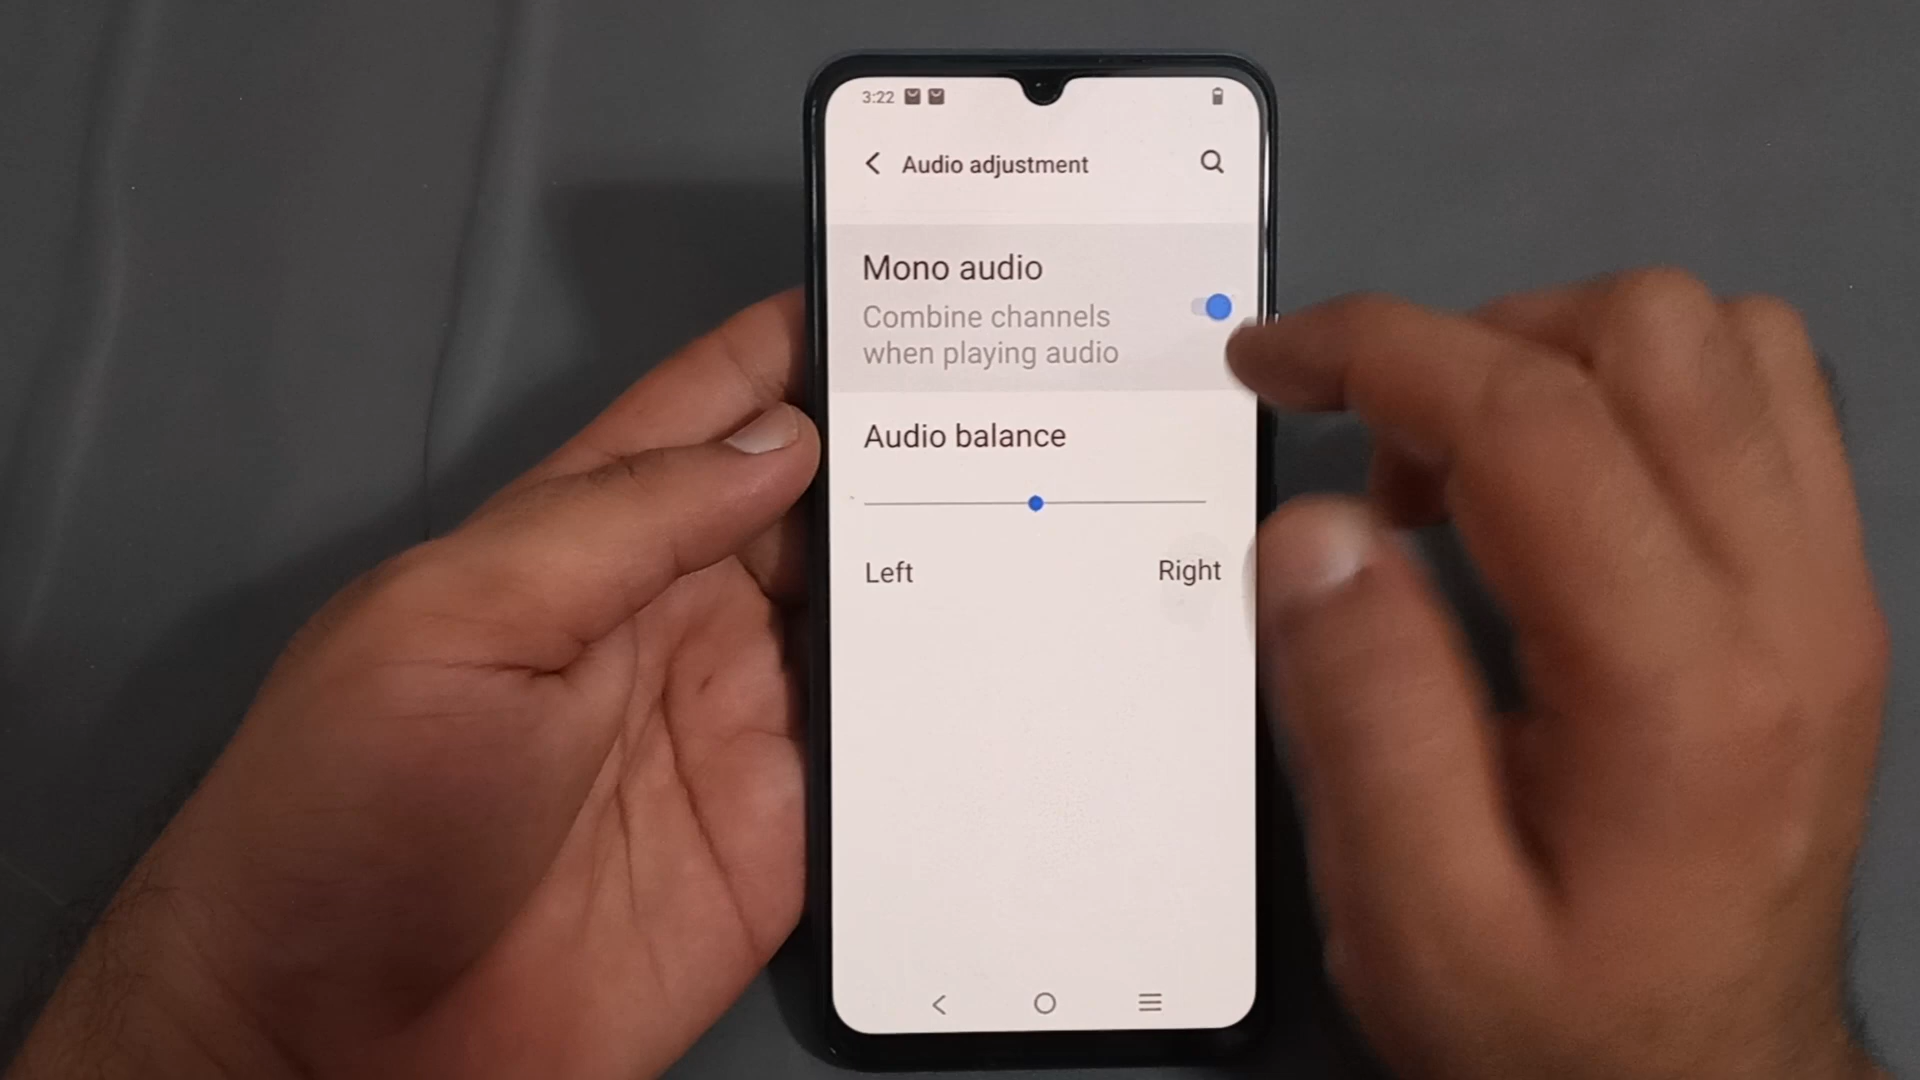 3:22
Audio adjustment
Mono audio
Combine channels
when playing audio
Audio balance
Left
Right